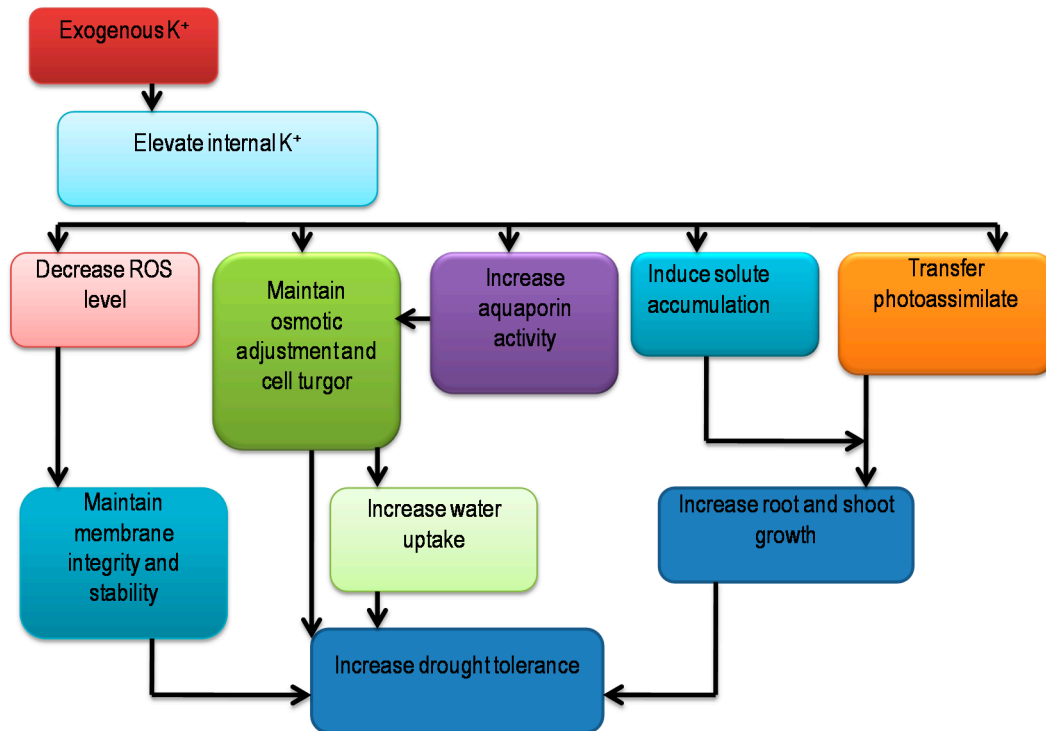 Exogenous K⁺
Elevate internal K⁺
Decrease ROS
level
Maintain
osmotic
adjustment and
cell turgor
Increase
aquaporin
activity
Induce solute
accumulation
Transfer
photoassimilate
Maintain
membrane
integrity and
stability
Increase water
uptake
Increase root and shoot
growth
Increase drought tolerance